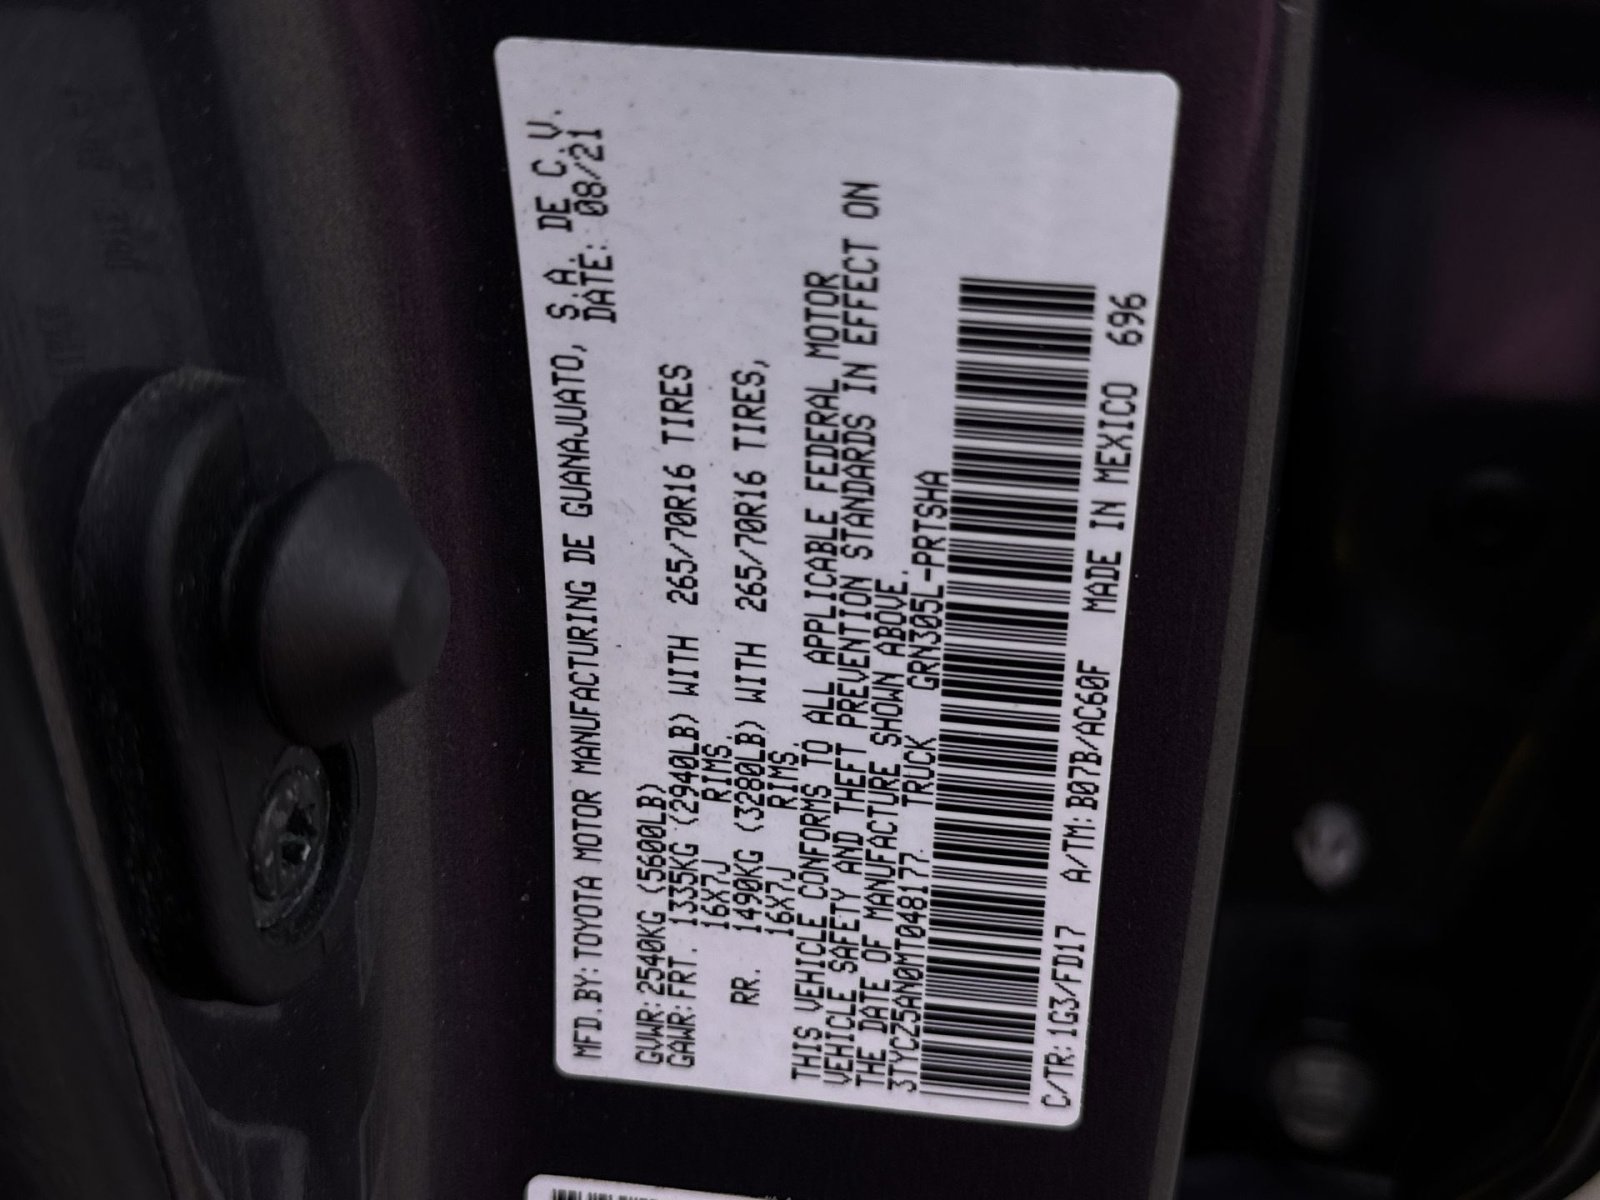 MFD.BY:TOYOTA MOTOR MANUFACTURING DE GUANAJUATO, S.A. DE C.V.
DATE: 08/21
GVWR:2540KG (5600LB)
GAWR:FRT. 1335KG (2940LB) WITH 265/70R16 TIRES
16X7J RIMS.
RR. 1490KG (3280LB) WITH 265/70R16 TIRES,
16X7J RIMS.
THIS VEHICLE CONFORMS TO ALL APPLICABLE FEDERAL MOTOR
VEHICLE SAFETY AND THEFT PREVENTION STANDARDS IN EFFECT ON
THE DATE OF MANUFACTURE SHOWN ABOVE.
3TYCZ5AN0MT048177 TRUCK GRN305L-PRTSHA
C/TR:1G3/FD17 A/TM:B07B/AC60F MADE IN MEXICO 696